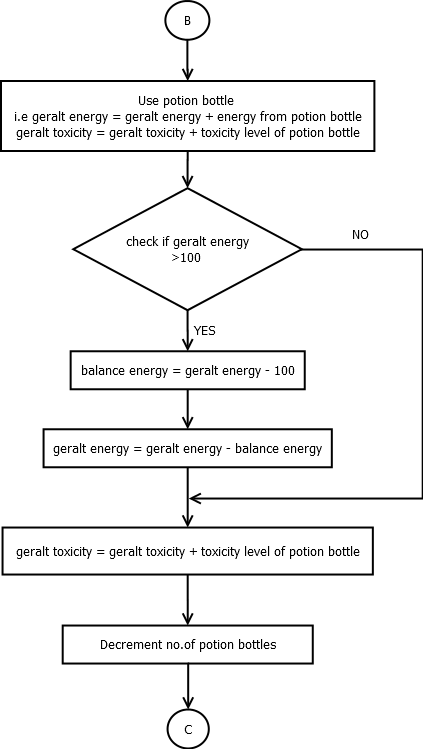 B
Use potion bottle
i.e geralt energy = geralt energy + energy from potion bottle
geralt toxicity = geralt toxicity + toxicity level of potion bottle
check if geralt energy
>100
NO
YES
balance energy = geralt energy - 100
geralt energy = geralt energy - balance energy
geralt toxicity = geralt toxicity + toxicity level of potion bottle
Decrement no.of potion bottles
C